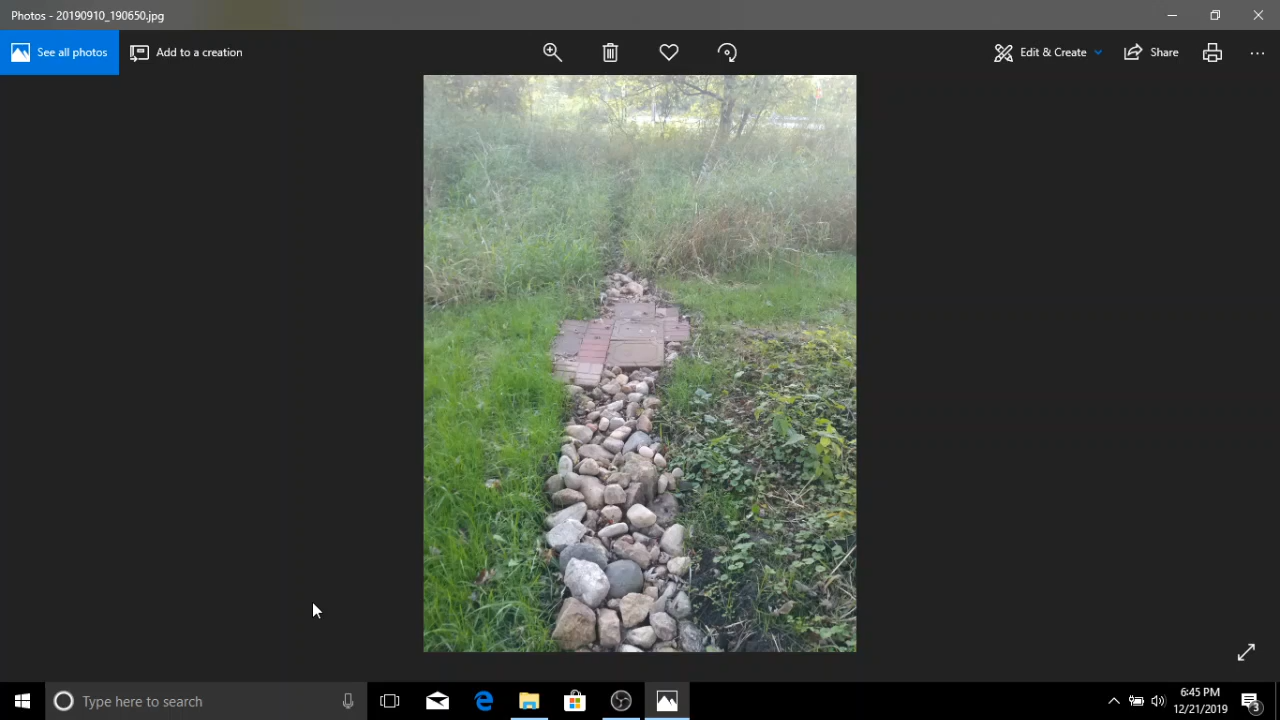 Photos - 20190910_190650.jpg
See all photos
Add to a creation
Edit & Create
Share
Type here to search
6:45 PM
12/21/2019
3